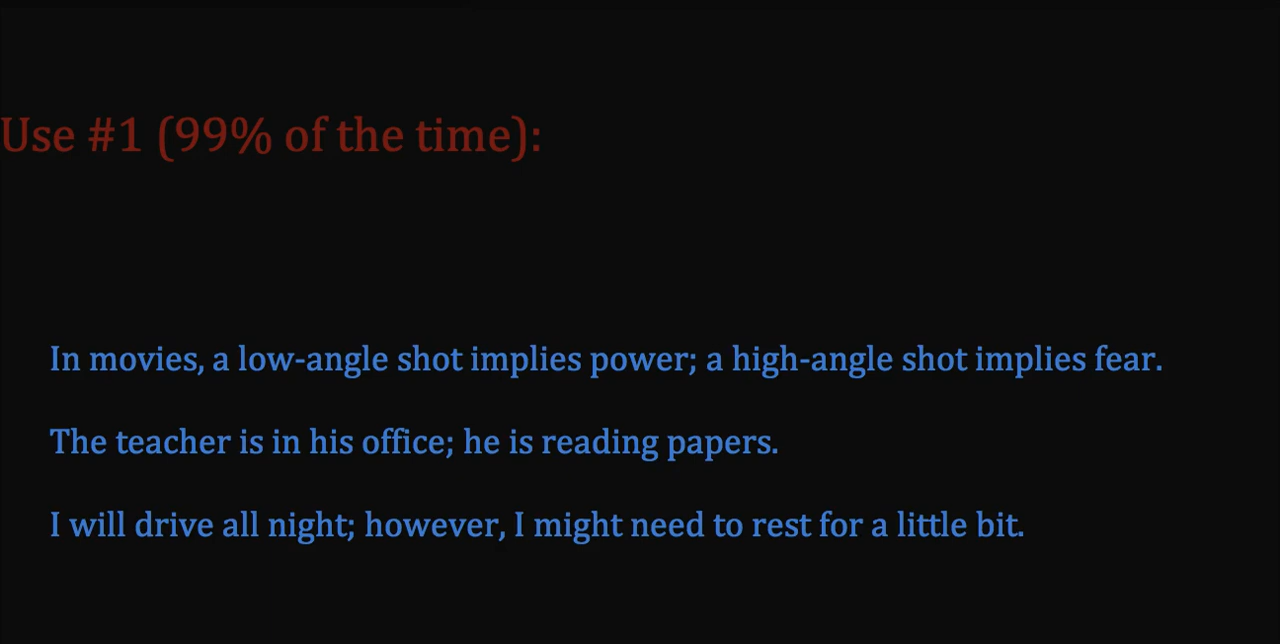 Use #1 (99% of the time):
In movies, a low-angle shot implies power; a high-angle shot implies fear.
The teacher is in his office; he is reading papers.
I will drive all night; however, I might need to rest for a little bit.